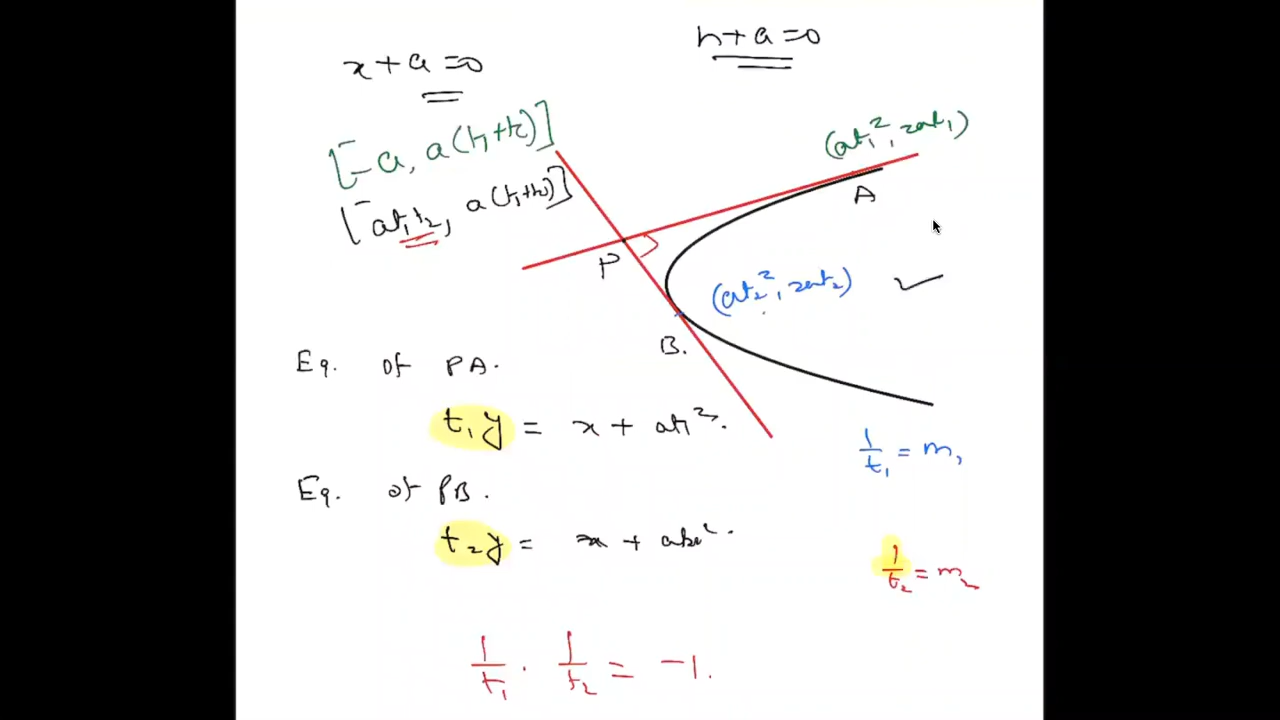 h+a=0
x+a=0
[-a, a(t₁+t₂)]
(at₁², 2at₁)
[at₁t₂, a(t₁+t₂)]
A
P
(at₂², 2at₂)
B.
Eq. of PA.
t₁y = x + at₁².
1/t₁ = m₁
Eq. of PB.
t₂y = x + at₂².
1/t₂ = m₂
1/t₁ · 1/t₂ = -1.